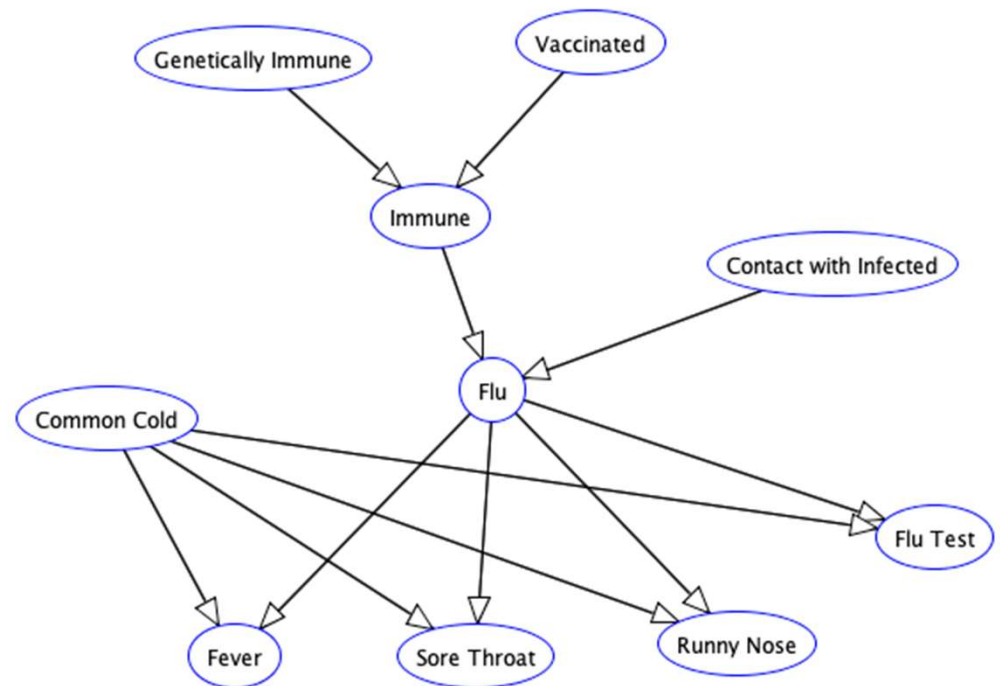 Genetically Immune
Vaccinated
Immune
Contact with Infected
Flu
Common Cold
Flu Test
Fever
Sore Throat
Runny Nose